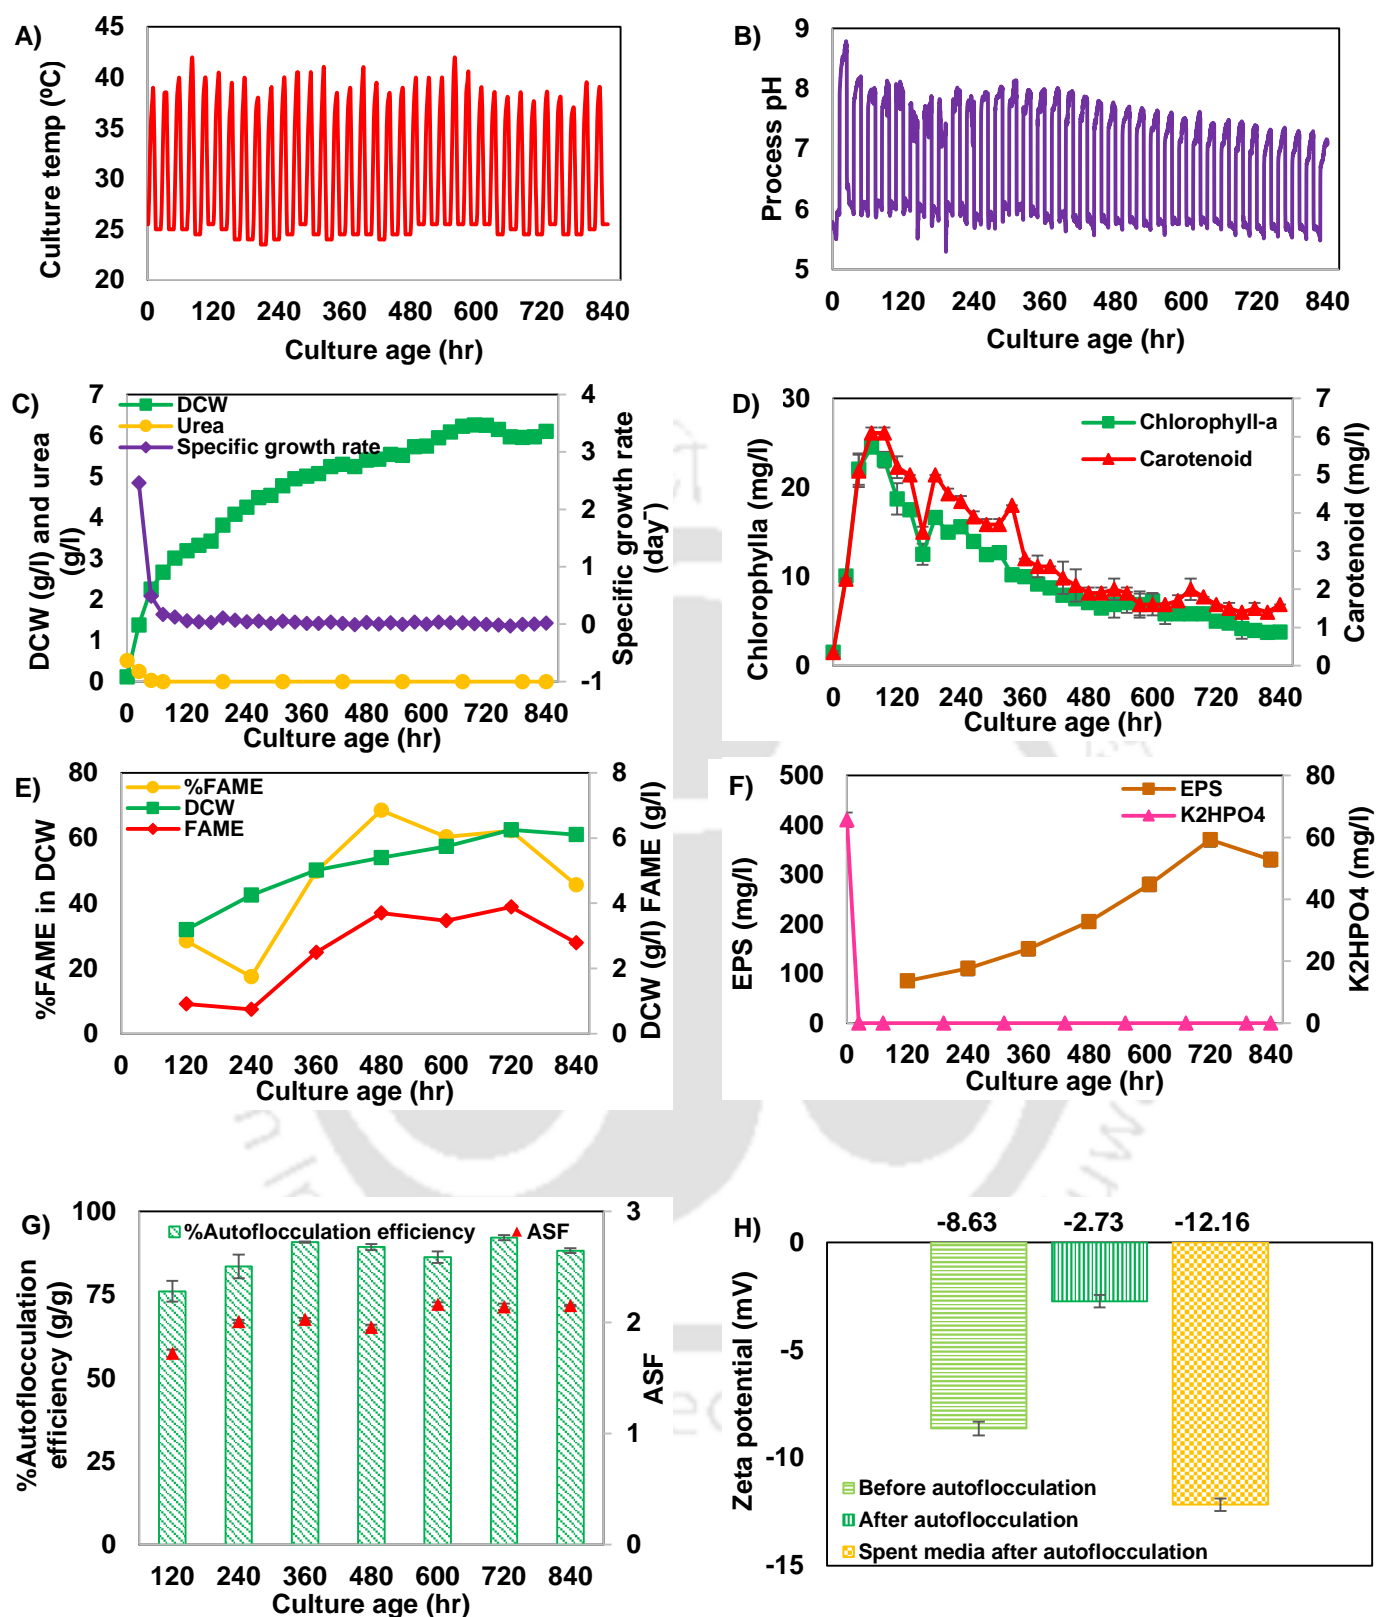 A)
Culture temp (ºC)
45
40
35
30
25
20
0 120 240 360 480 600 720 840
Culture age (hr)
B)
Process pH
9
8
7
6
5
0 120 240 360 480 600 720 840
Culture age (hr)
C)
DCW
Urea
Specific growth rate
DCW (g/l) and urea (g/l)
7
6
5
4
3
2
1
0
Specific growth rate (day⁻)
4
3
2
1
0
-1
0 120 240 360 480 600 720 840
Culture age (hr)
D)
Chlorophyll-a
Carotenoid
Chlorophylla (mg/l)
30
20
10
0
Carotenoid (mg/l)
7
6
5
4
3
2
1
0
0 120 240 360 480 600 720 840
Culture age (hr)
E)
%FAME
DCW
FAME
%FAME in DCW
80
60
40
20
0
DCW (g/l) FAME (g/l)
8
6
4
2
0
0 120 240 360 480 600 720 840
Culture age (hr)
F)
EPS
K2HPO4
EPS (mg/l)
500
400
300
200
100
0
K2HPO4 (mg/l)
80
60
40
20
0
0 120 240 360 480 600 720 840
Culture age (hr)
G)
%Autoflocculation efficiency
ASF
%Autoflocculation
efficiency (g/g)
100
75
50
25
0
ASF
3
2
1
0
120 240 360 480 600 720 840
Culture age (hr)
H)
-8.63 -2.73 -12.16
Zeta potential (mV)
0
-5
-10
-15
Before autoflocculation
After autoflocculation
Spent media after autoflocculation